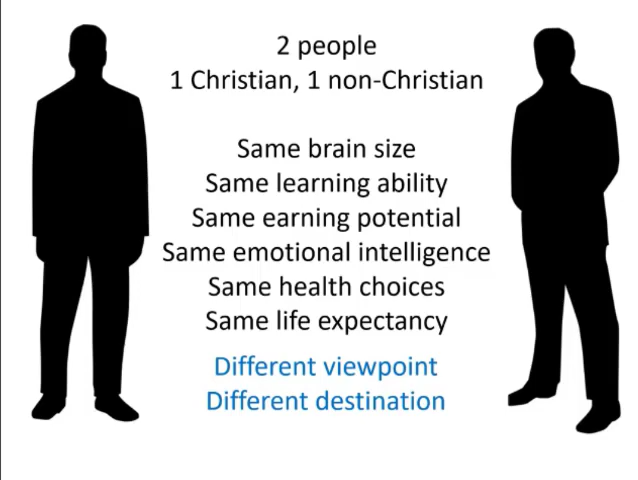 2 people
1 Christian, 1 non-Christian
Same brain size
Same learning ability
Same earning potential
Same emotional intelligence
Same health choices
Same life expectancy
Different viewpoint
Different destination